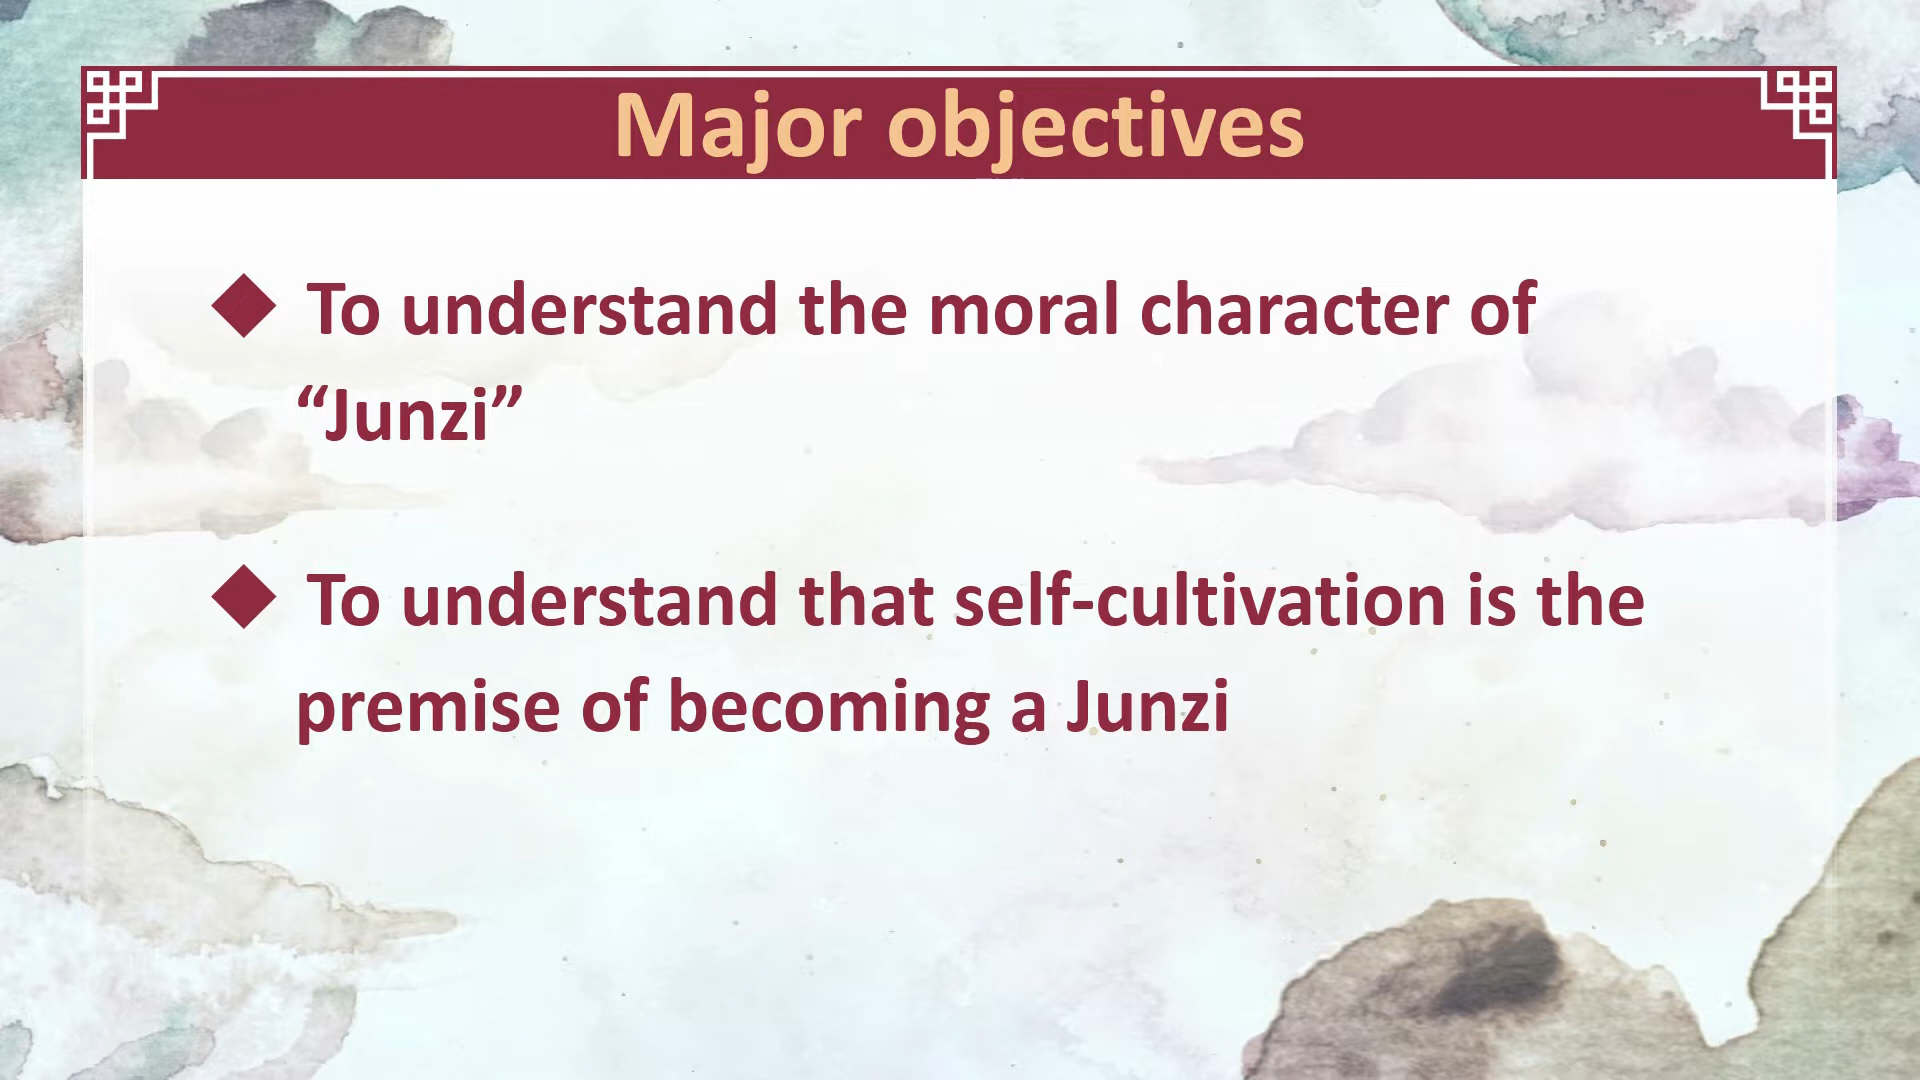 Major objectives
◆ To understand the moral character of
“Junzi”
◆ To understand that self-cultivation is the
premise of becoming a Junzi